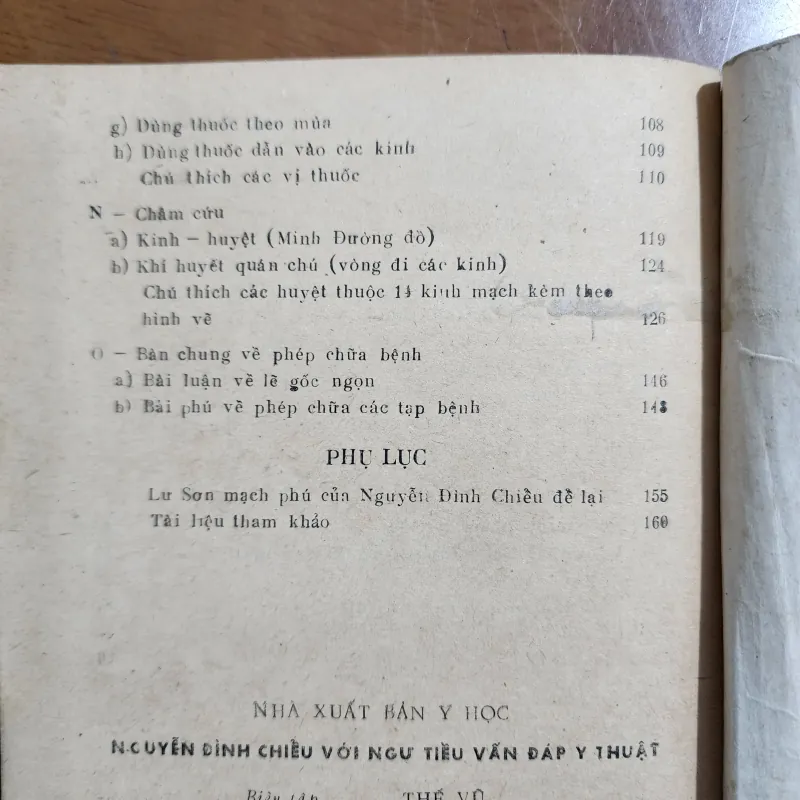 g) Dùng thuốc theo mùa 108
h) Dùng thuốc dẫn vào các kinh 109
Chú thích các vị thuốc 110
N – Châm cứu
a) Kinh – huyệt (Minh Đường đồ) 119
b) Khí huyết quán chú (vòng đi các kinh) 124
Chú thích các huyệt thuộc 14 kinh mạch kèm theo
hình vẽ 126
O – Bàn chung về phép chữa bệnh
a) Bài luận về lẽ gốc ngọn 146
b) Bài phú về phép chữa các tạp bệnh 148
PHỤ LỤC
Lư Sơn mạch phú của Nguyễn Đình Chiểu để lại 155
Tài liệu tham khảo 160
NHÀ XUẤT BẢN Y HỌC
NGUYỄN ĐÌNH CHIỂU VỚI NGƯ TIỀU VẤN ĐÁP Y THUẬT
Biên tập THẾ VŨ